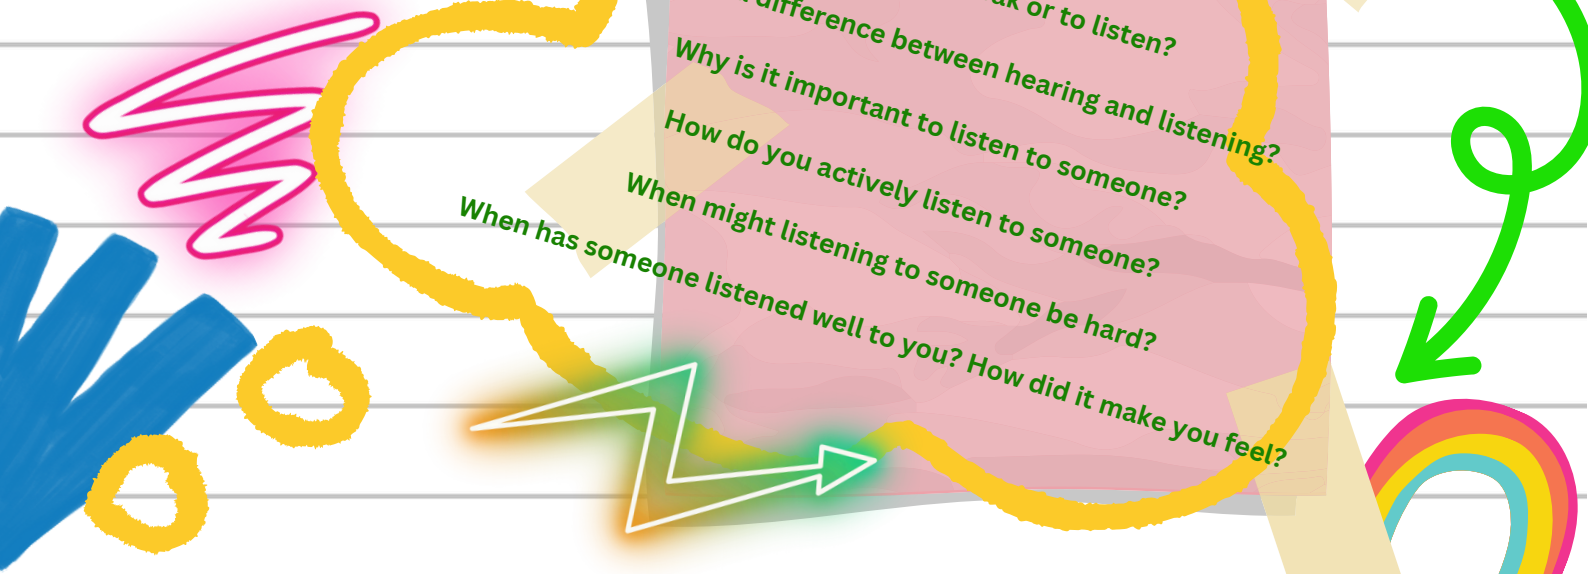 or to listen?
difference between hearing and listening?
Why is it important to listen to someone?
How do you actively listen to someone?
When might listening to someone be hard?
When has someone listened well to you? How did it make you feel?